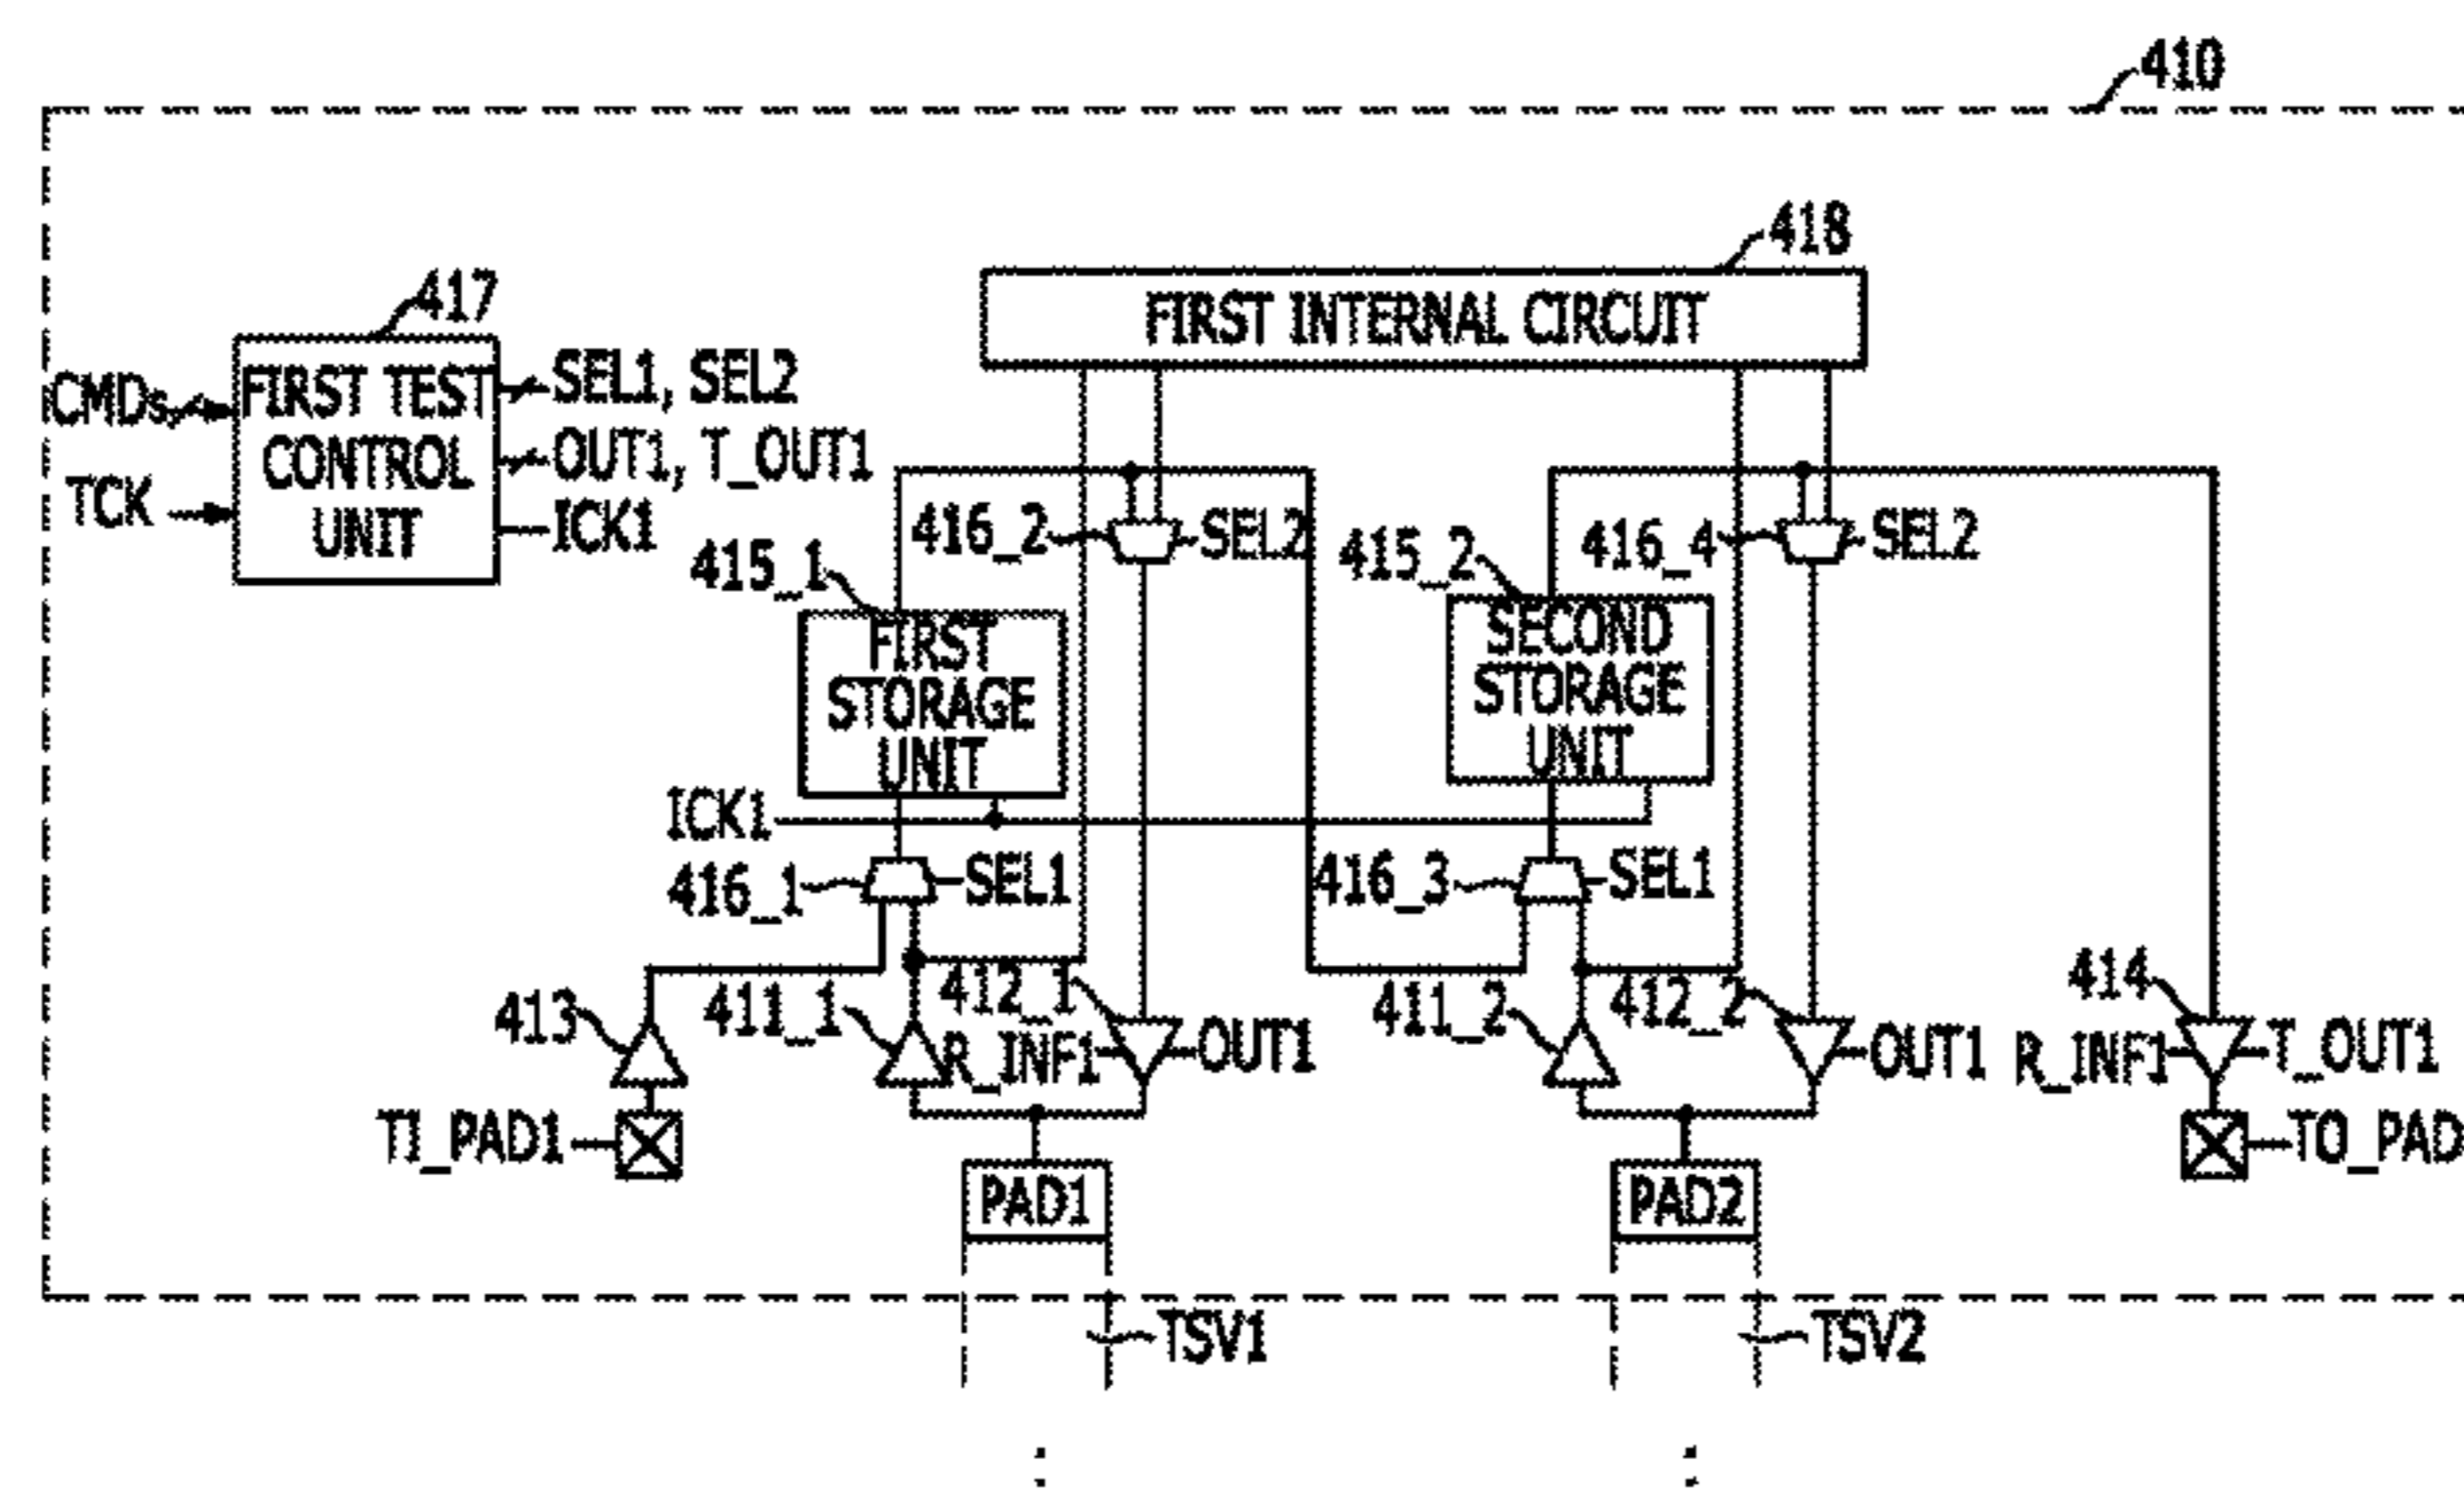 410
418
417
FIRST INTERNAL CIRCUIT
CMDs
FIRST TEST
CONTROL
UNIT
SEL1, SEL2
OUT1, T_OUT1
TCK
ICK1
416_2
SEL2
415_1
415_2
416_4
SEL2
FIRST
STORAGE
UNIT
SECOND
STORAGE
UNIT
ICK1
416_1
SEL1
416_3
SEL1
413
411_1
412_1
411_2
412_2
414
R_INF1
OUT1
OUT1
R_INF1
T_OUT1
TI_PAD1
TO_PAD
PAD1
PAD2
TSV1
TSV2